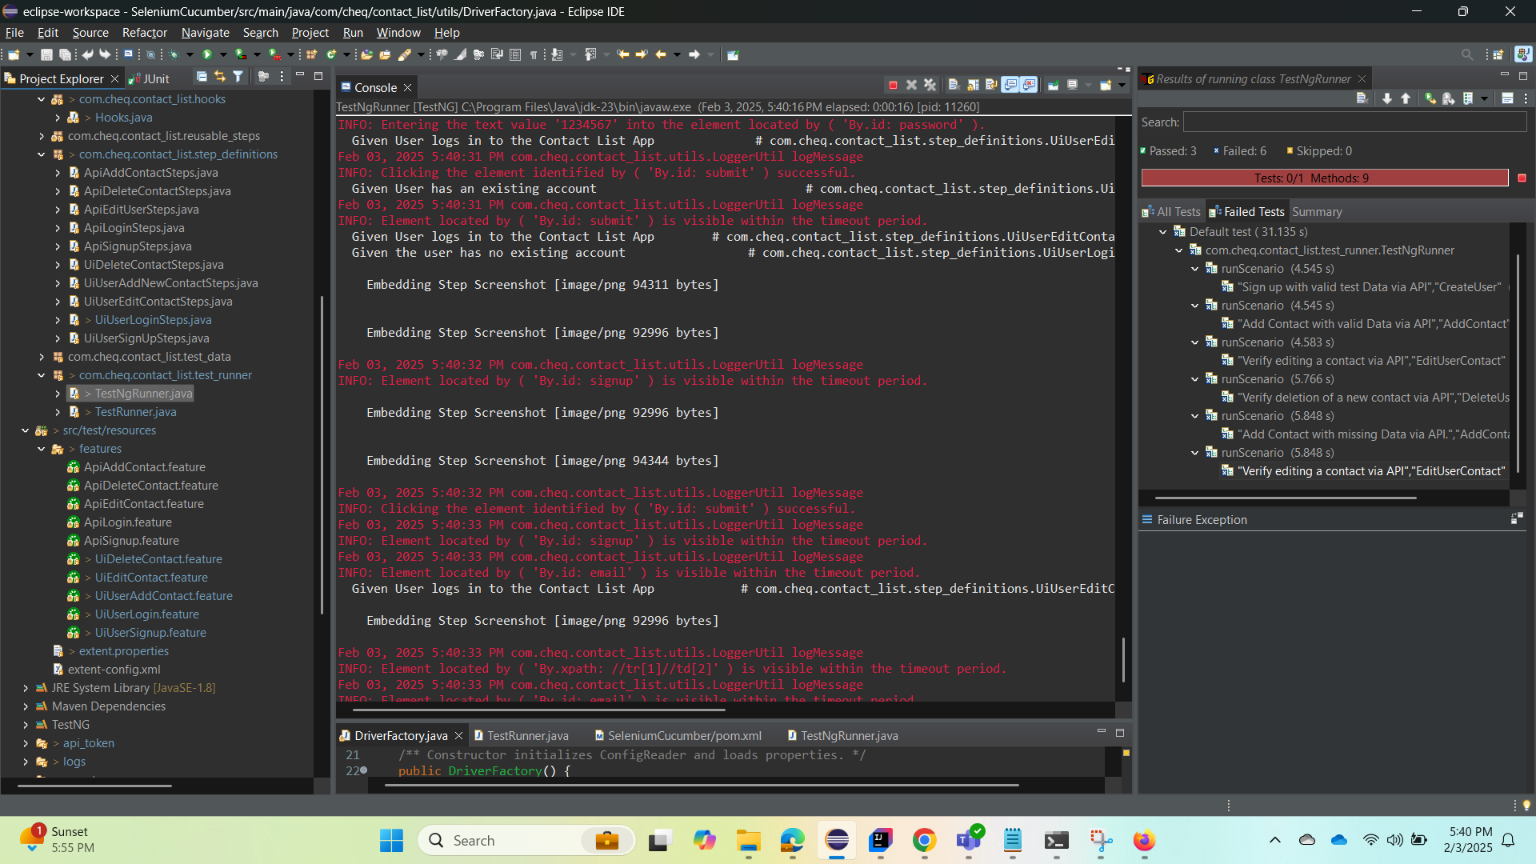 eclipse-workspace - SeleniumCucumber/src/main/java/com/cheq/contact_list/utils/DriverFactory.java - Eclipse IDE
File Edit Source Refactor Navigate Search Project Run Window Help
Project Explorer
JUnit
> com.cheq.contact_list.hooks
> Hooks.java
com.cheq.contact_list.reusable_steps
> com.cheq.contact_list.step_definitions
ApiAddContactSteps.java
ApiDeleteContactSteps.java
ApiEditUserSteps.java
ApiLoginSteps.java
ApiSignupSteps.java
UiDeleteContactSteps.java
UiUserAddNewContactSteps.java
UiUserEditContactSteps.java
> UiUserLoginSteps.java
UiUserSignUpSteps.java
com.cheq.contact_list.test_data
> com.cheq.contact_list.test_runner
> TestNgRunner.java
> TestRunner.java
> src/test/resources
> features
ApiAddContact.feature
ApiDeleteContact.feature
ApiEditContact.feature
ApiLogin.feature
ApiSignup.feature
> UiDeleteContact.feature
> UiEditContact.feature
> UiUserAddContact.feature
> UiUserLogin.feature
> UiUserSignup.feature
> extent.properties
extent-config.xml
JRE System Library [JavaSE-1.8]
Maven Dependencies
TestNG
> api_token
> logs
Console
TestNgRunner [TestNG] C:\Program Files\Java\jdk-23\bin\javaw.exe (Feb 3, 2025, 5:40:16 PM elapsed: 0:00:16) [pid: 11260]
INFO: Entering the text value '1234567' into the element located by ( 'By.id: password' ).
Given User logs in to the Contact List App # com.cheq.contact_list.step_definitions.UiUserEdi
Feb 03, 2025 5:40:31 PM com.cheq.contact_list.utils.LoggerUtil logMessage
INFO: Clicking the element identified by ( 'By.id: submit' ) successful.
Given User has an existing account # com.cheq.contact_list.step_definitions.Ui
Feb 03, 2025 5:40:31 PM com.cheq.contact_list.utils.LoggerUtil logMessage
INFO: Element located by ( 'By.id: submit' ) is visible within the timeout period.
Given User logs in to the Contact List App # com.cheq.contact_list.step_definitions.UiUserEditConta
Given the user has no existing account # com.cheq.contact_list.step_definitions.UiUserLogi
Embedding Step Screenshot [image/png 94311 bytes]
Embedding Step Screenshot [image/png 92996 bytes]
Feb 03, 2025 5:40:32 PM com.cheq.contact_list.utils.LoggerUtil logMessage
INFO: Element located by ( 'By.id: signup' ) is visible within the timeout period.
Embedding Step Screenshot [image/png 92996 bytes]
Embedding Step Screenshot [image/png 94344 bytes]
Feb 03, 2025 5:40:32 PM com.cheq.contact_list.utils.LoggerUtil logMessage
INFO: Clicking the element identified by ( 'By.id: submit' ) successful.
Feb 03, 2025 5:40:33 PM com.cheq.contact_list.utils.LoggerUtil logMessage
INFO: Element located by ( 'By.id: signup' ) is visible within the timeout period.
Feb 03, 2025 5:40:33 PM com.cheq.contact_list.utils.LoggerUtil logMessage
INFO: Element located by ( 'By.id: email' ) is visible within the timeout period.
Given User logs in to the Contact List App # com.cheq.contact_list.step_definitions.UiUserEditC
Embedding Step Screenshot [image/png 92996 bytes]
Feb 03, 2025 5:40:33 PM com.cheq.contact_list.utils.LoggerUtil logMessage
INFO: Element located by ( 'By.xpath: //tr[1]//td[2]' ) is visible within the timeout period.
Feb 03, 2025 5:40:33 PM com.cheq.contact_list.utils.LoggerUtil logMessage
INFO: Element located by ( 'By.id: email' ) is visible within the timeout period.
DriverFactory.java
TestRunner.java
SeleniumCucumber/pom.xml
TestNgRunner.java
21 /** Constructor initializes ConfigReader and loads properties. */
22 public DriverFactory() {
Results of running class TestNgRunner
Search:
Passed: 3 Failed: 6 Skipped: 0
Tests: 0/1 Methods: 9
All Tests Failed Tests Summary
Default test ( 31.135 s)
com.cheq.contact_list.test_runner.TestNgRunner
runScenario (4.545 s)
"Sign up with valid test Data via API","CreateUser"
runScenario (4.545 s)
"Add Contact with valid Data via API","AddContact"
runScenario (4.583 s)
"Verify editing a contact via API","EditUserContact"
runScenario (5.766 s)
"Verify deletion of a new contact via API","DeleteUs
runScenario (5.848 s)
"Add Contact with missing Data via API.","AddConta
runScenario (5.848 s)
"Verify editing a contact via API","EditUserContact"
Failure Exception
1
Sunset
5:55 PM
Search
5:40 PM
2/3/2025